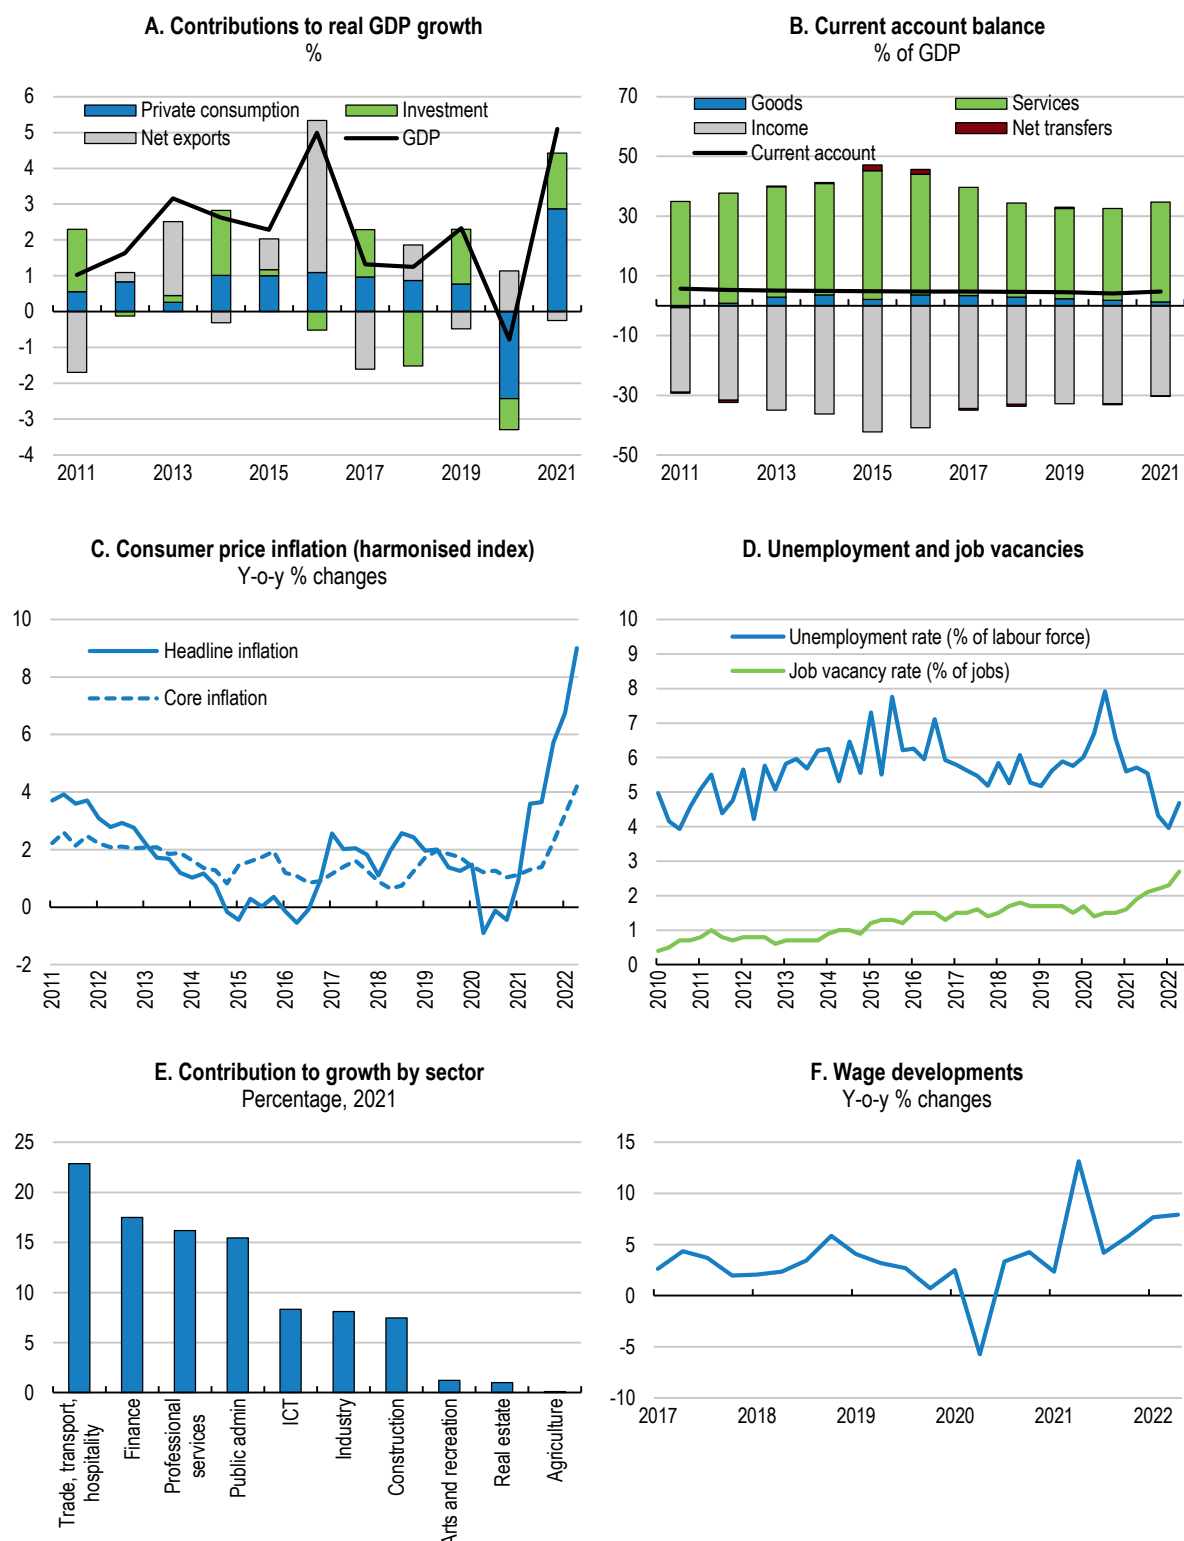 A. Contributions to real GDP growth
%
6
5
4
3
2
1
0
-1
-2
-3
-4
Private consumption
Investment
Net exports
GDP
2011
2013
2015
2017
2019
2021
B. Current account balance
% of GDP
70
50
30
10
-10
-30
-50
Goods
Services
Income
Net transfers
Current account
2011
2013
2015
2017
2019
2021
C. Consumer price inflation (harmonised index)
Y-o-y % changes
10
8
6
4
2
0
-2
Headline inflation
Core inflation
2011
2012
2013
2014
2015
2016
2017
2018
2019
2020
2021
2022
D. Unemployment and job vacancies
10
9
8
7
6
5
4
3
2
1
0
Unemployment rate (% of labour force)
Job vacancy rate (% of jobs)
2010
2011
2012
2013
2014
2015
2016
2017
2018
2019
2020
2021
2022
E. Contribution to growth by sector
Percentage, 2021
25
20
15
10
5
0
Trade, transport,
hospitality
Finance
Professional
services
Public admin
ICT
Industry
Construction
Arts and recreation
Real estate
Agriculture
F. Wage developments
Y-o-y % changes
15
10
5
0
-5
-10
2017
2018
2019
2020
2021
2022